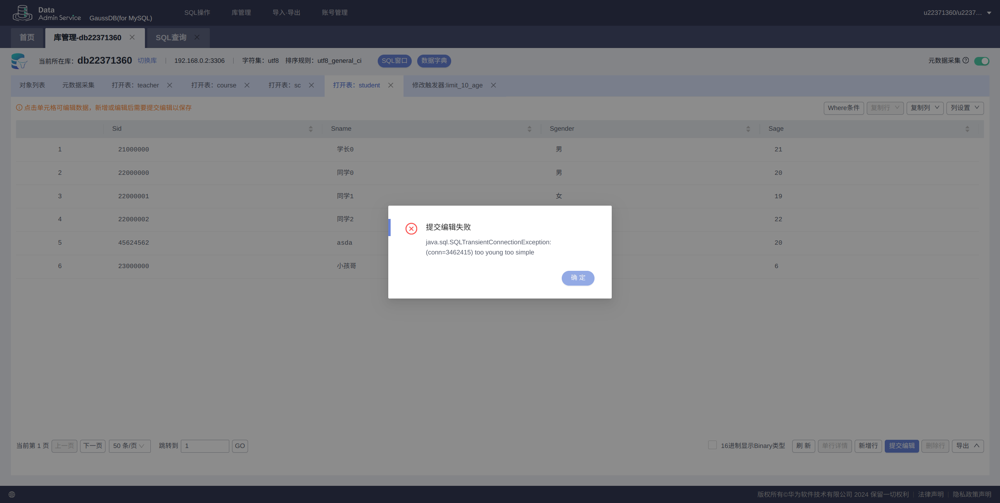 Data
Admin Service
GaussDB(for MySQL)
SQL操作 库管理 导入·导出 账号管理
u22371360/u2237…
首页 库管理-db22371360 SQL查询
当前所在库：db22371360 切换库 192.168.0.2:3306 字符集：utf8 排序规则：utf8_general_ci SQL窗口 数据字典 元数据采集
对象列表 元数据采集 打开表：teacher 打开表：course 打开表：sc 打开表：student 修改触发器:limit_10_age
点击单元格可编辑数据，新增或编辑后需要提交编辑以保存 Where条件 复制行 复制列 列设置
Sid Sname Sgender Sage
1 21000000 学长0 男 21
2 22000000 同学0 男 20
3 22000001 同学1 女 19
4 22000002 同学2 22
5 45624562 asda 20
6 23000000 小孩哥 6
提交编辑失败
java.sql.SQLTransientConnectionException:
(conn=3462415) too young too simple
确 定
当前第 1 页 上一页 下一页 50 条/页 跳转到 1 GO 16进制显示Binary类型 刷 新 单行详情 新增行 提交编辑 删除行 导出
版权所有©华为软件技术有限公司 2024 保留一切权利 法律声明 隐私政策声明